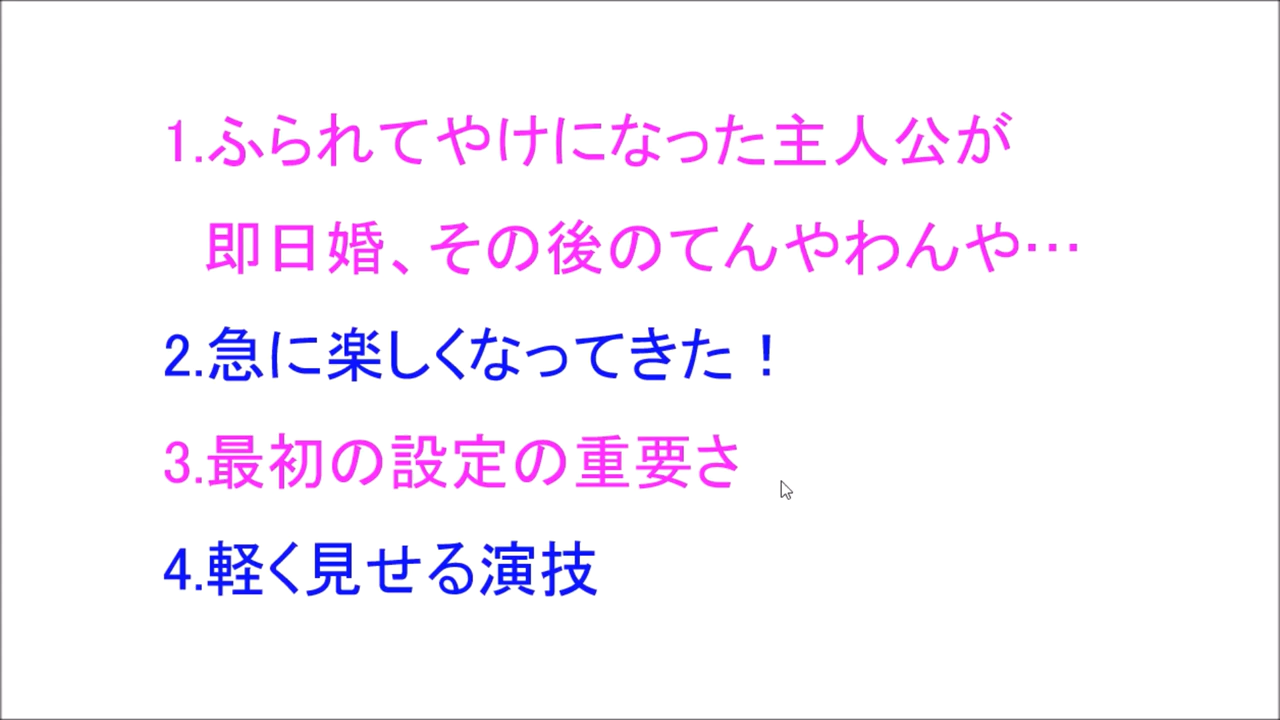 1.ふられてやけになった主人公が
即日婚、その後のてんやわんや…
2.急に楽しくなってきた！
3.最初の設定の重要さ
4.軽く見せる演技